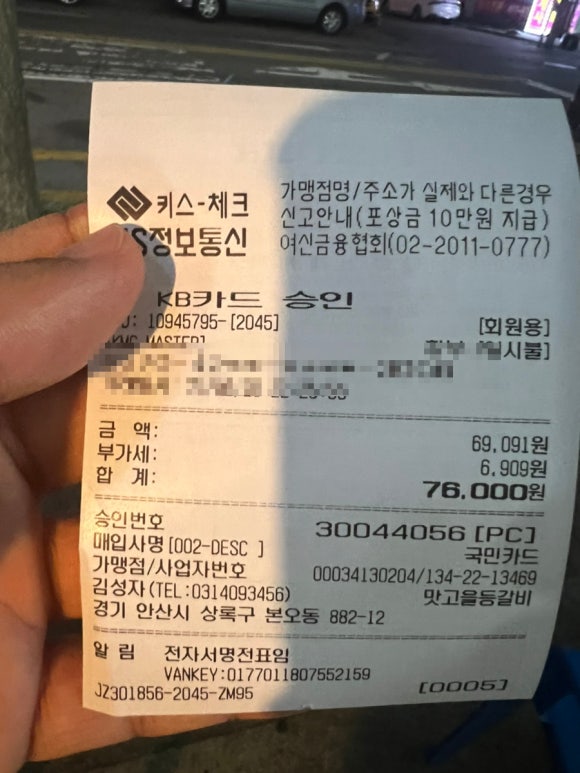 키스-체크
가맹점명/주소가 실제와 다른경우
신고안내(포상금 10만원 지급)
정보통신
여신금융협회(02-2011-0777)
KB카드 승인
10945795-[2045]
[회원용]
금 액: 69,091원
부가세: 6,909원
합 계: 76,000원
승인번호 30044056 [PC]
매입사명[002-DESC ] 국민카드
가맹점/사업자번호 00034130204/134-22-13469
김성자(TEL:0314093456) 맛고을등갈비
경기 안산시 상록구 본오동 882-12
알 림 전자서명전표임
VANKEY:0177011807552159
JZ301856-2045-ZM95 [0005]